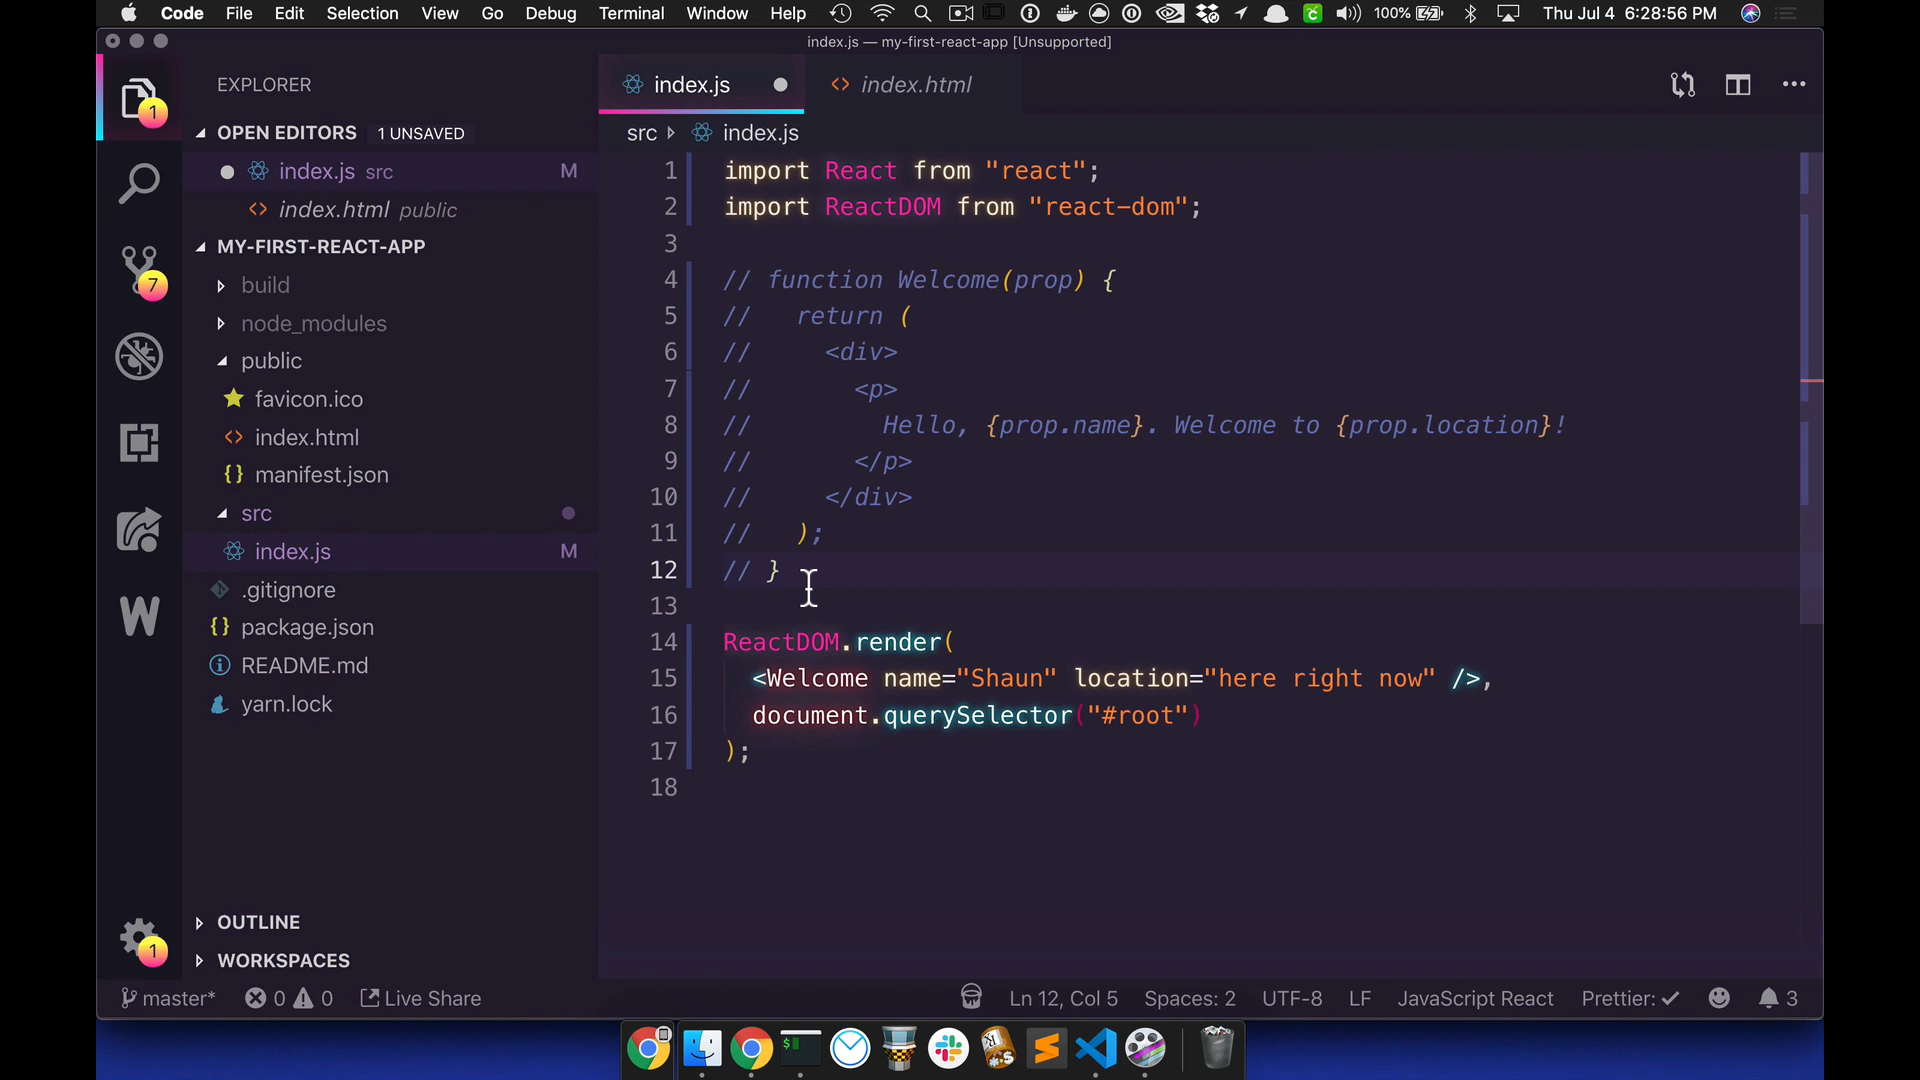 Code File Edit Selection View Go Debug Terminal Window Help 100% Thu Jul 4 6:28:56 PM
index.js — my-first-react-app [Unsupported]
EXPLORER
index.js index.html
1
OPEN EDITORS 1 UNSAVED
src index.js
index.js src M
index.html public
MY-FIRST-REACT-APP
7
build
node_modules
public
favicon.ico
index.html
manifest.json
src
index.js M
.gitignore
package.json
README.md
yarn.lock
W
1 import React from "react";
2 import ReactDOM from "react-dom";
3
4 // function Welcome(prop) {
5 //   return (
6 //     <div>
7 //       <p>
8 //         Hello, {prop.name}. Welcome to {prop.location}!
9 //       </p>
10 //     </div>
11 //   );
12 // }
13
14 ReactDOM.render(
15   <Welcome name="Shaun" location="here right now" />,
16   document.querySelector("#root")
17 );
18
OUTLINE
1
WORKSPACES
master* 0 0 Live Share Ln 12, Col 5 Spaces: 2 UTF-8 LF JavaScript React Prettier: ✓ 3